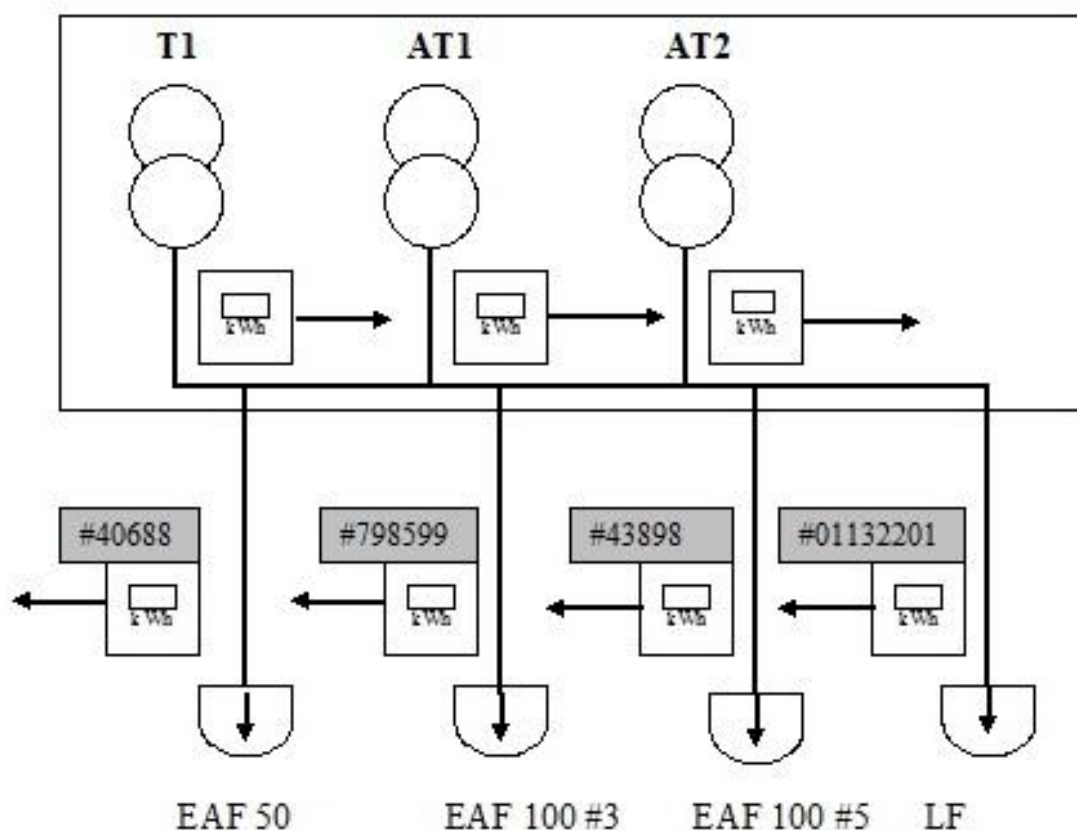 T1 AT1 AT2
kWh kWh kWh
#40688 #798599 #43898 #01132201
kWh kWh kWh kWh
EAF 50 EAF 100 #3 EAF 100 #5 LF